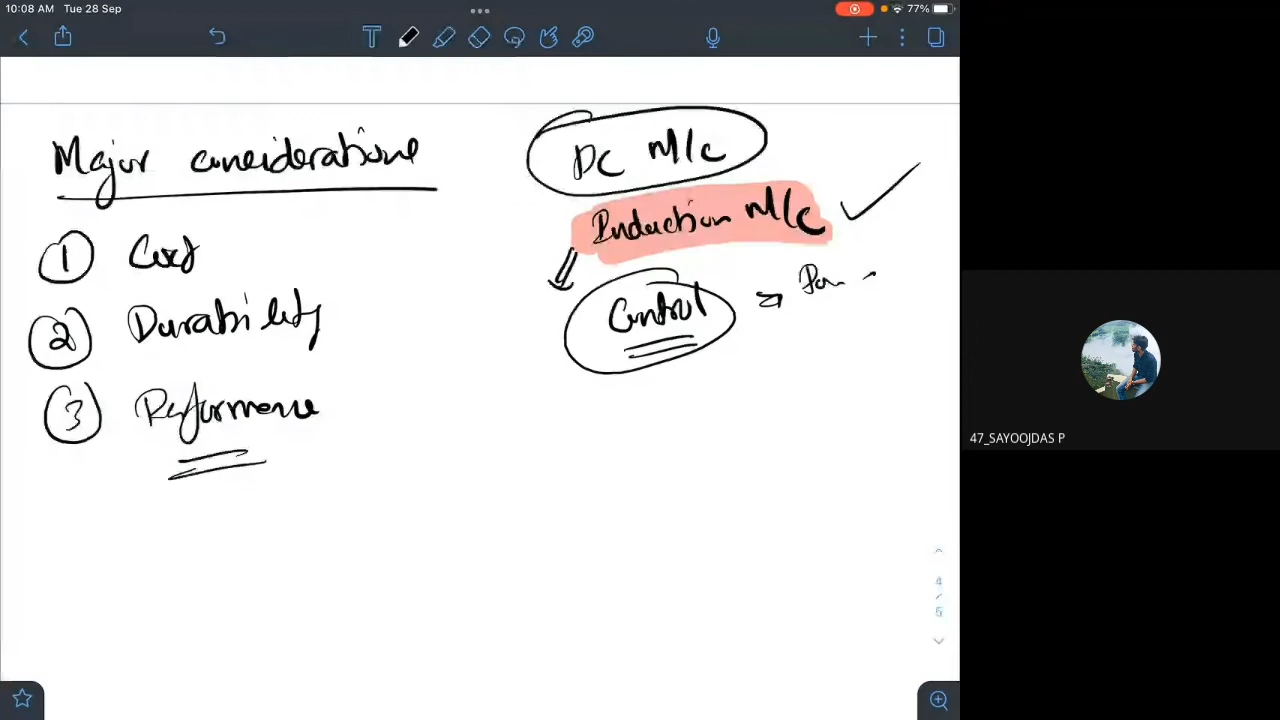 10:08 AM Tue 28 Sep
77%
Major considerations
① Cost
② Durability
③ Performance
DC M/c
Induction M/c
Control
4
/
5
47_SAYOOJDAS P